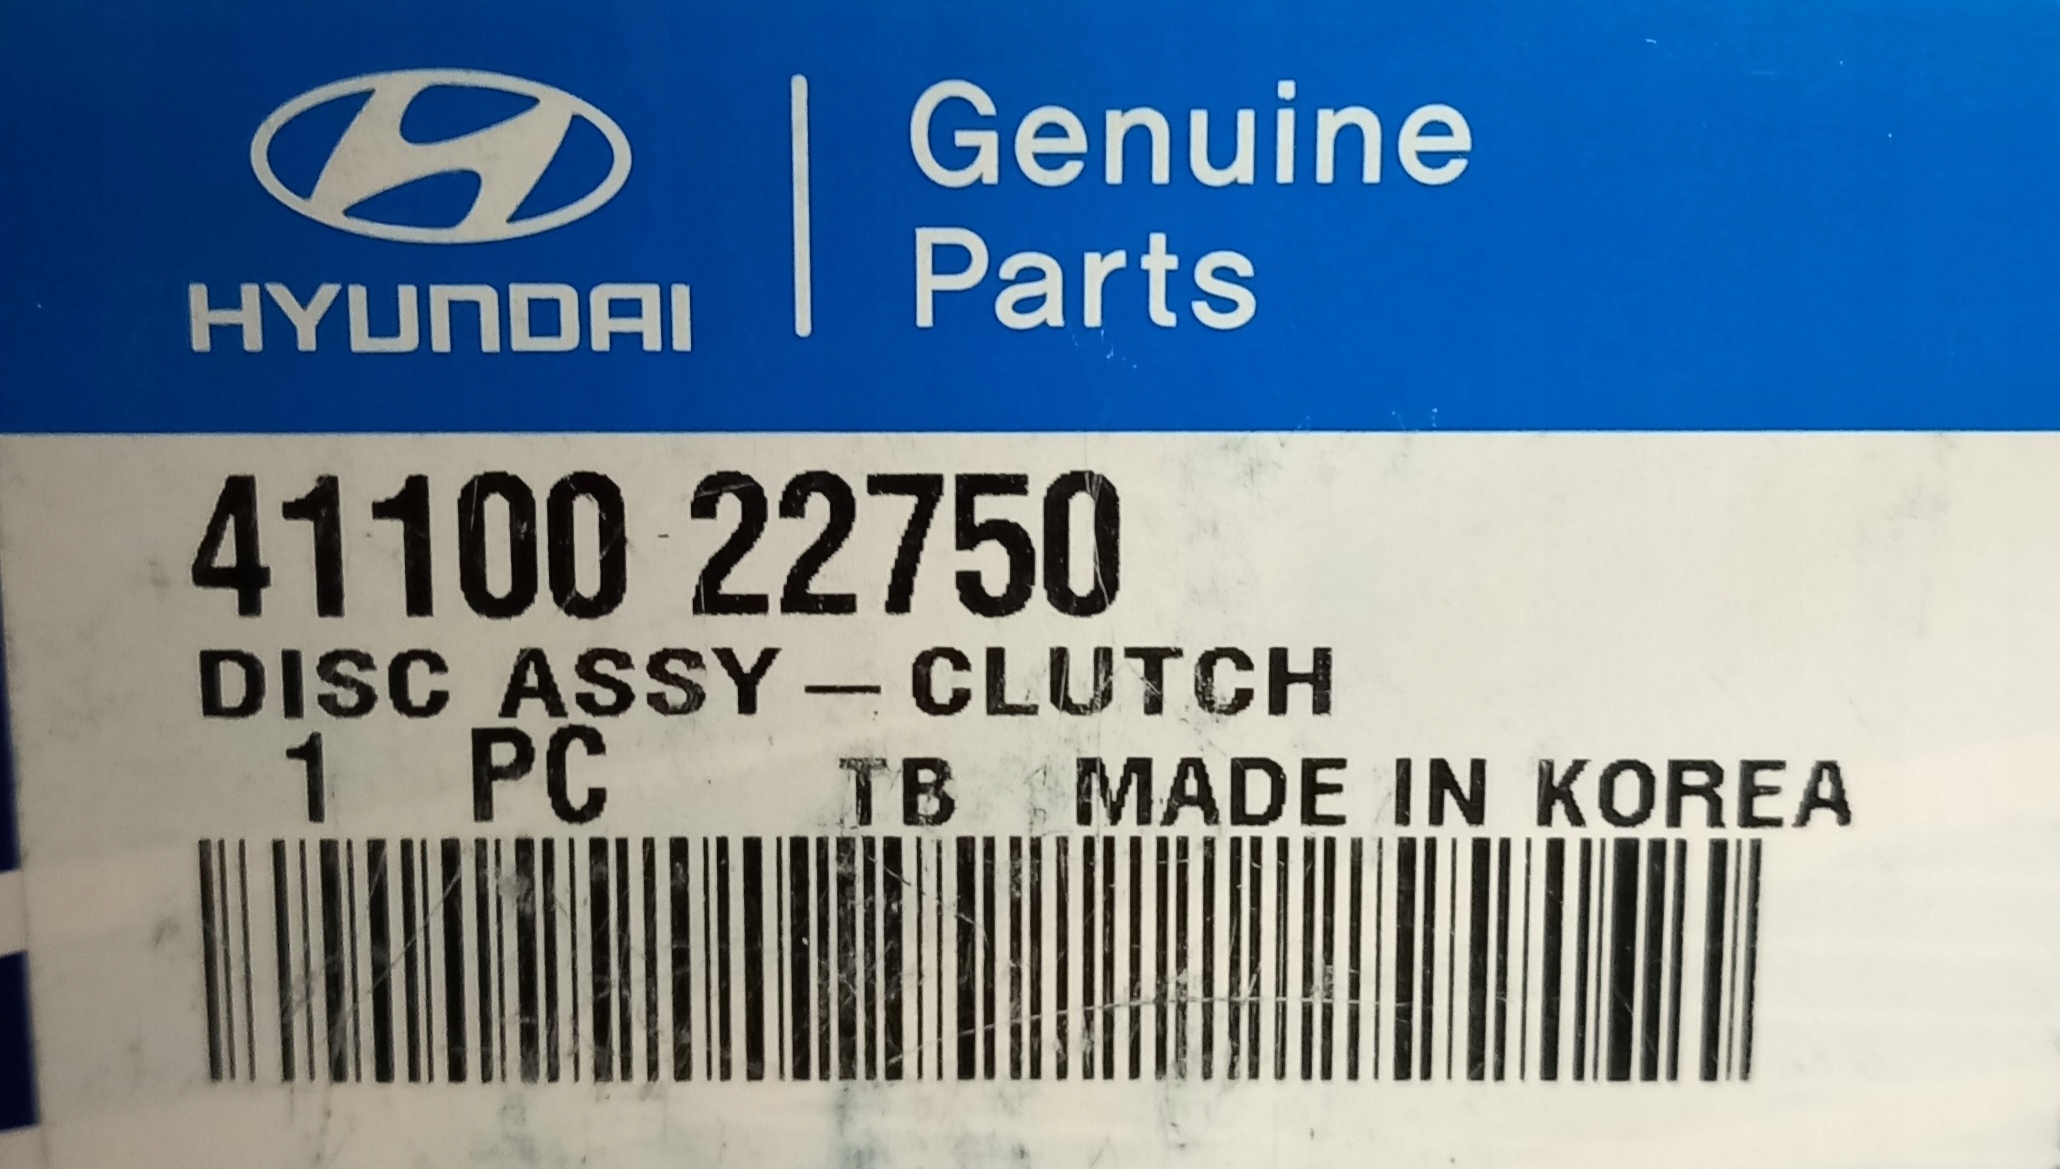 HYUNDAI
Genuine
Parts
41100 22750
DISC ASSY – CLUTCH
1 PC TB MADE IN KOREA